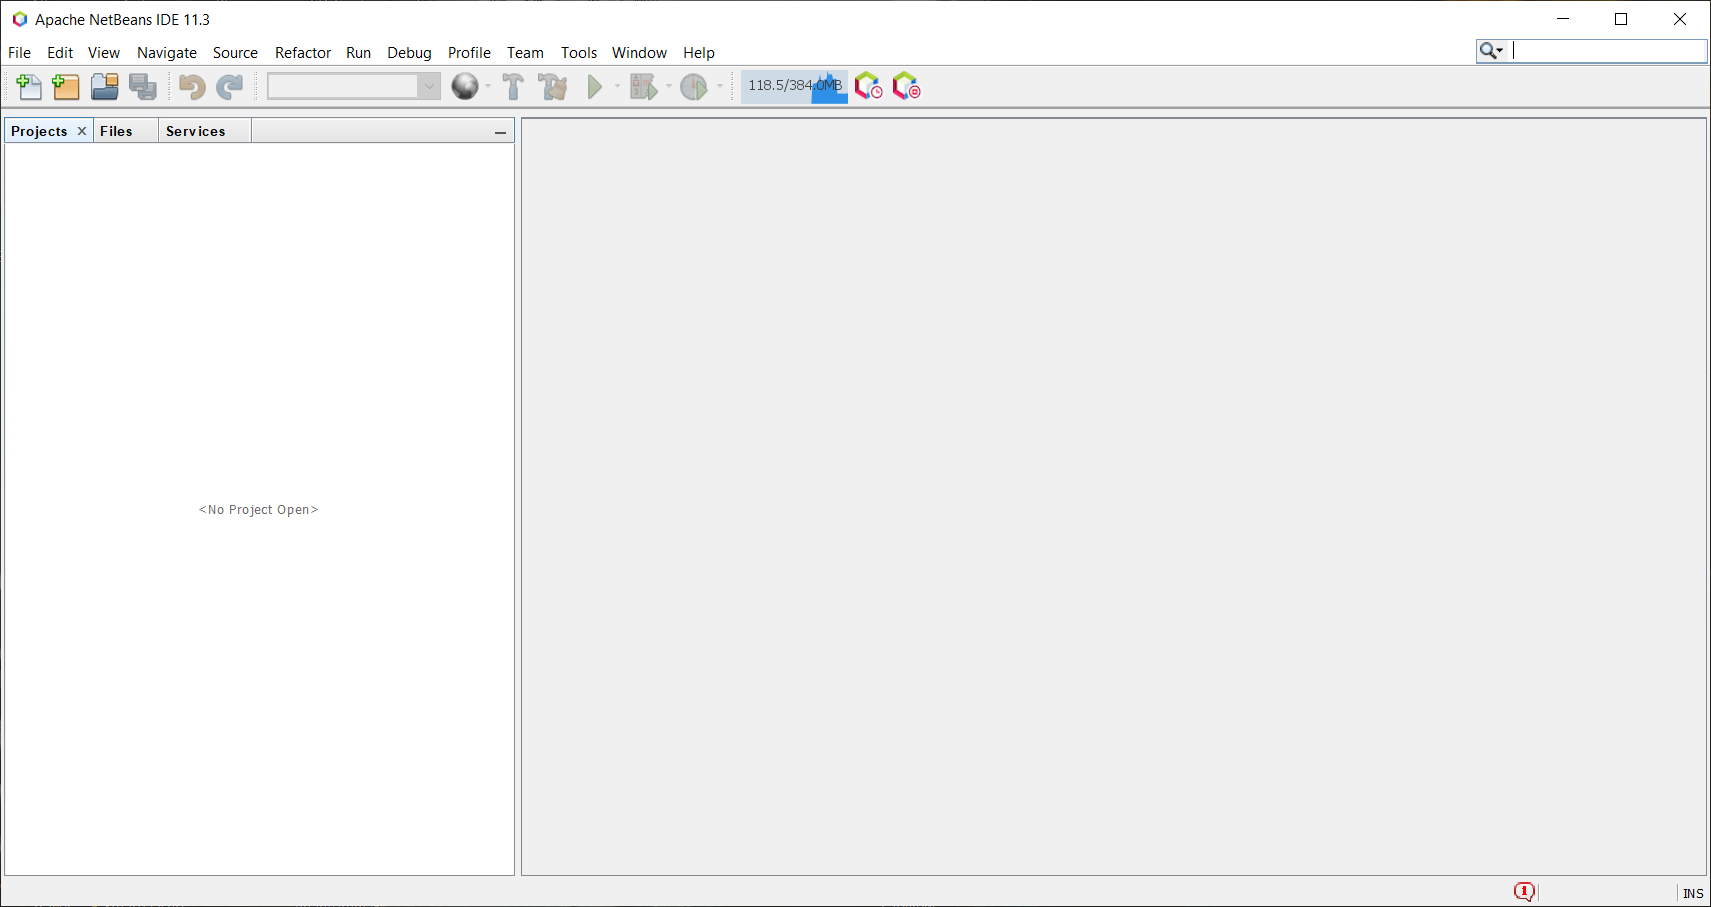 Apache NetBeans IDE 11.3
File Edit View Navigate Source Refactor Run Debug Profile Team Tools Window Help
118.5/384.0MB
Projects Files Services
<No Project Open>
1 INS